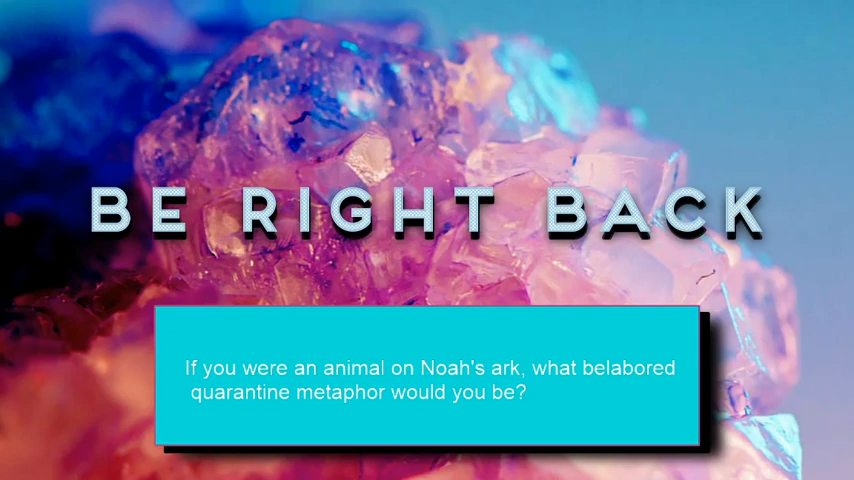 BE RIGHT BACK
If you were an animal on Noah's ark, what belabored
quarantine metaphor would you be?